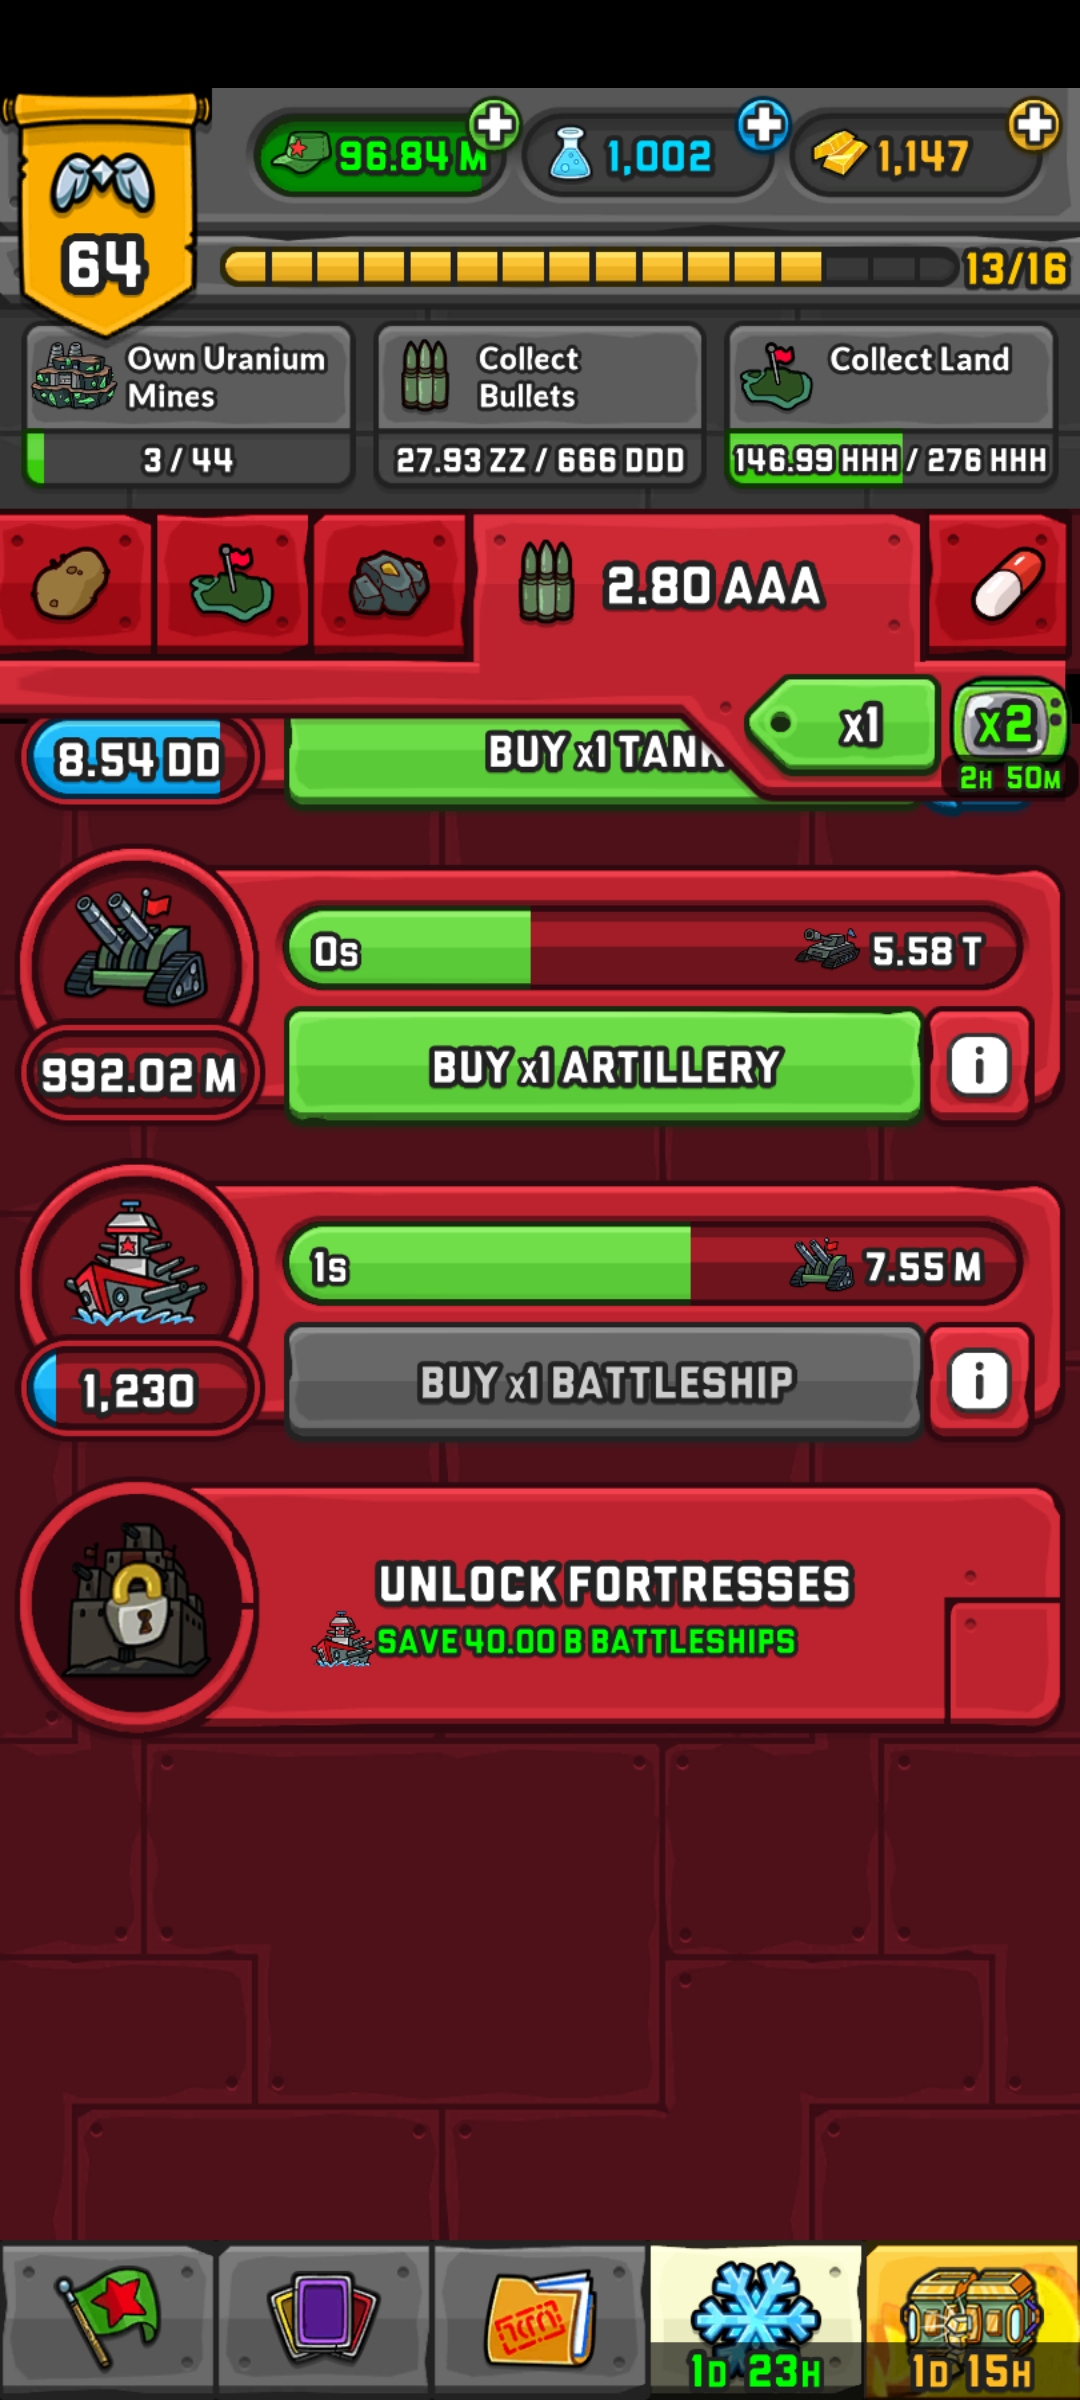 96.84 M
1,002
1,147
64
13/16
Own Uranium
Mines
3 / 44
Collect
Bullets
27.93 ZZ / 666 DDD
Collect Land
146.99 HHH / 276 HHH
2.80 AAA
x1
x2
2H 50M
8.54 DD
BUY x1 TANK
0s
5.58 T
992.02 M
BUY x1 ARTILLERY
i
1s
7.55 M
1,230
BUY x1 BATTLESHIP
i
UNLOCK FORTRESSES
SAVE 40.00 B BATTLESHIPS
1D 23H
1D 15H